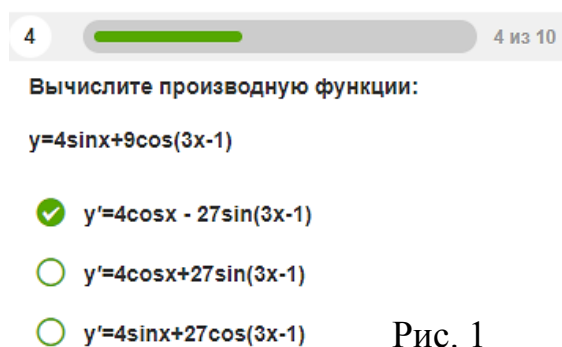 4 4 из 10
Вычислите производную функции:
y=4sinx+9cos(3x-1)
y'=4cosx - 27sin(3x-1)
y'=4cosx+27sin(3x-1)
y'=4sinx+27cos(3x-1)
Рис. 1